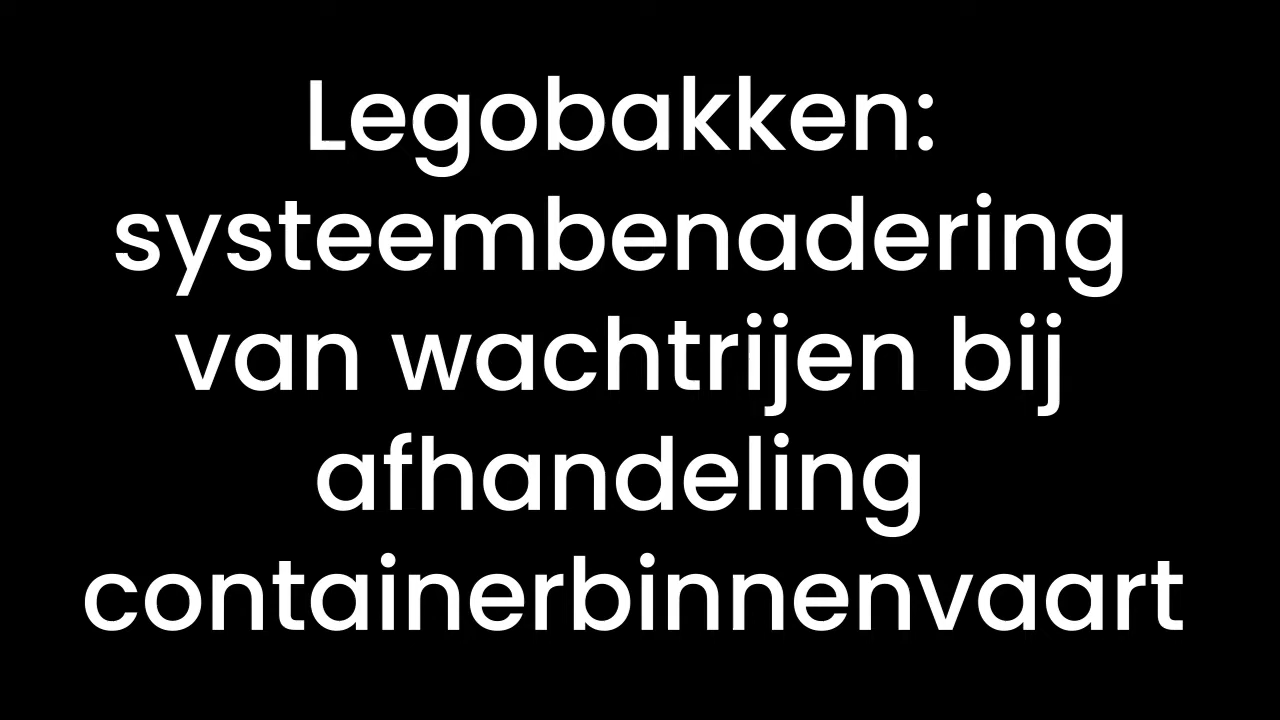 Legobakken:
systeembenadering
van wachtrijen bij
afhandeling
containerbinnenvaart